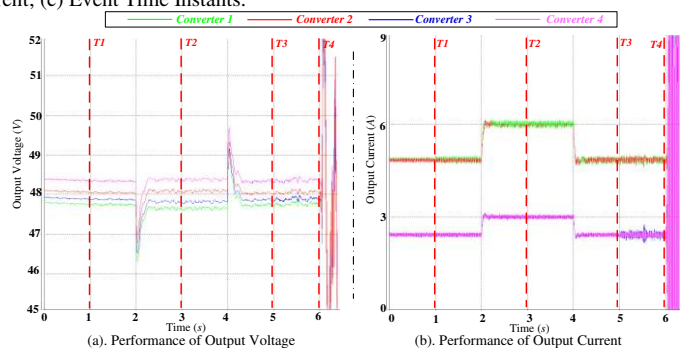 rent, (c) Event Time Instants.
Converter 1 Converter 2 Converter 3 Converter 4
52
51
50
49
48
47
46
45
Output Voltage (V)
T1 T2 T3 T4
0 1 2 3 4 5 6
Time (s)
(a). Performance of Output Voltage
9
6
3
0
Output Current (A)
T1 T2 T3 T4
0 1 2 3 4 5 6
Time (s)
(b). Performance of Output Current